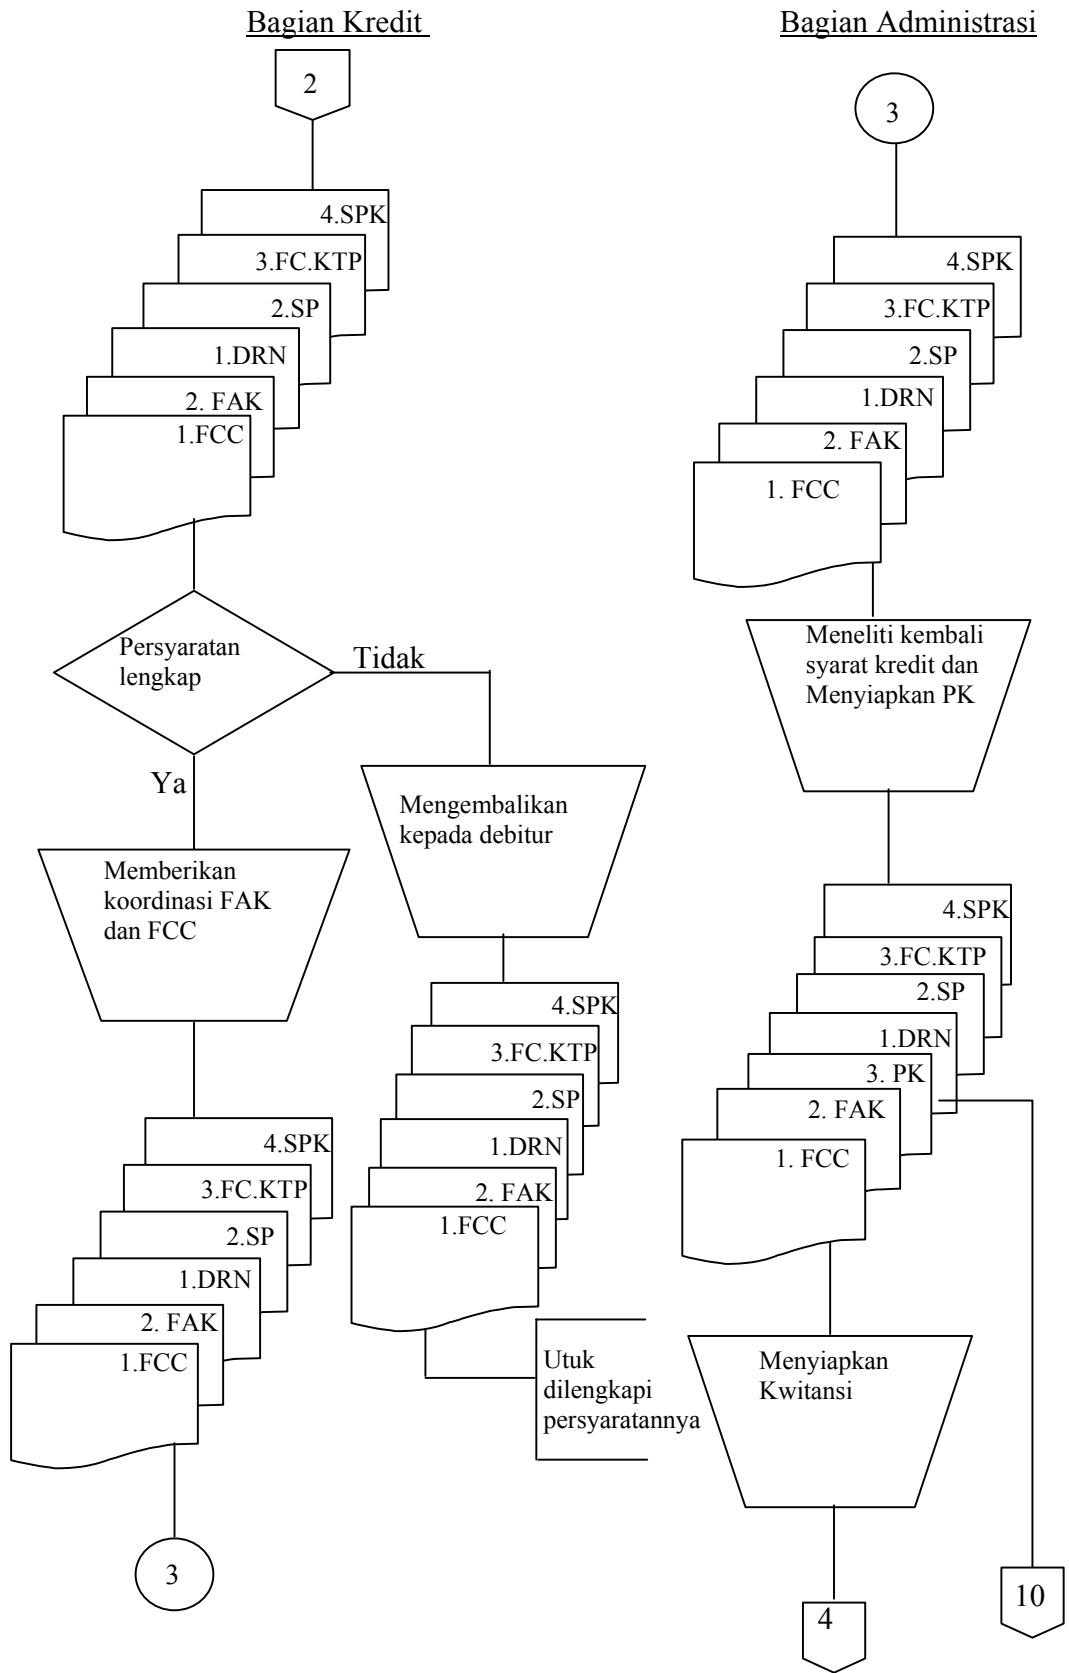 Bagian Kredit
2
4.SPK
3.FC.KTP
2.SP
1.DRN
2. FAK
1.FCC
Persyaratan
lengkap
Tidak
Ya
Memberikan
koordinasi FAK
dan FCC
Mengembalikan
kepada debitur
4.SPK
3.FC.KTP
2.SP
1.DRN
2. FAK
1.FCC
3
4.SPK
3.FC.KTP
2.SP
1.DRN
2. FAK
1.FCC
Utuk
dilengkapi
persyaratannya
Bagian Administrasi
3
4.SPK
3.FC.KTP
2.SP
1.DRN
2. FAK
1. FCC
Meneliti kembali
syarat kredit dan
Menyiapkan PK
4.SPK
3.FC.KTP
2.SP
1.DRN
3. PK
2. FAK
1. FCC
Menyiapkan
Kwitansi
4
10